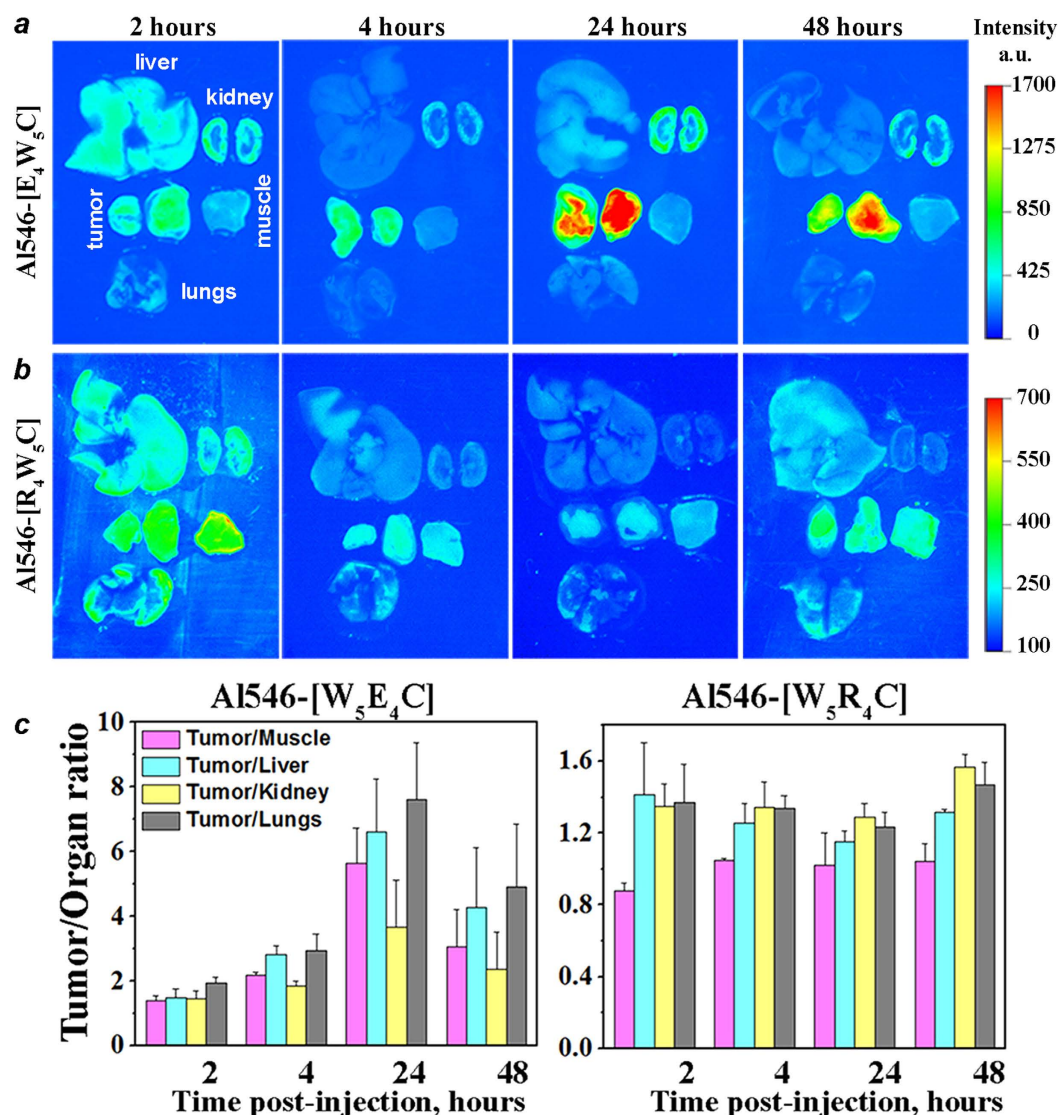 a 2 hours 4 hours 24 hours 48 hours Intensity
a.u.
Al546-[E₄W₅C]
liver
kidney
tumor
muscle
lungs
1700
1275
850
425
0
b
Al546-[R₄W₅C]
700
550
400
250
100
c Al546-[W₅E₄C] Al546-[W₅R₄C]
Tumor/Organ ratio
10
8
6
4
2
0
Tumor/Muscle
Tumor/Liver
Tumor/Kidney
Tumor/Lungs
2 4 24 48
Time post-injection, hours
1.6
1.2
0.8
0.4
0.0
2 4 24 48
Time post-injection, hours